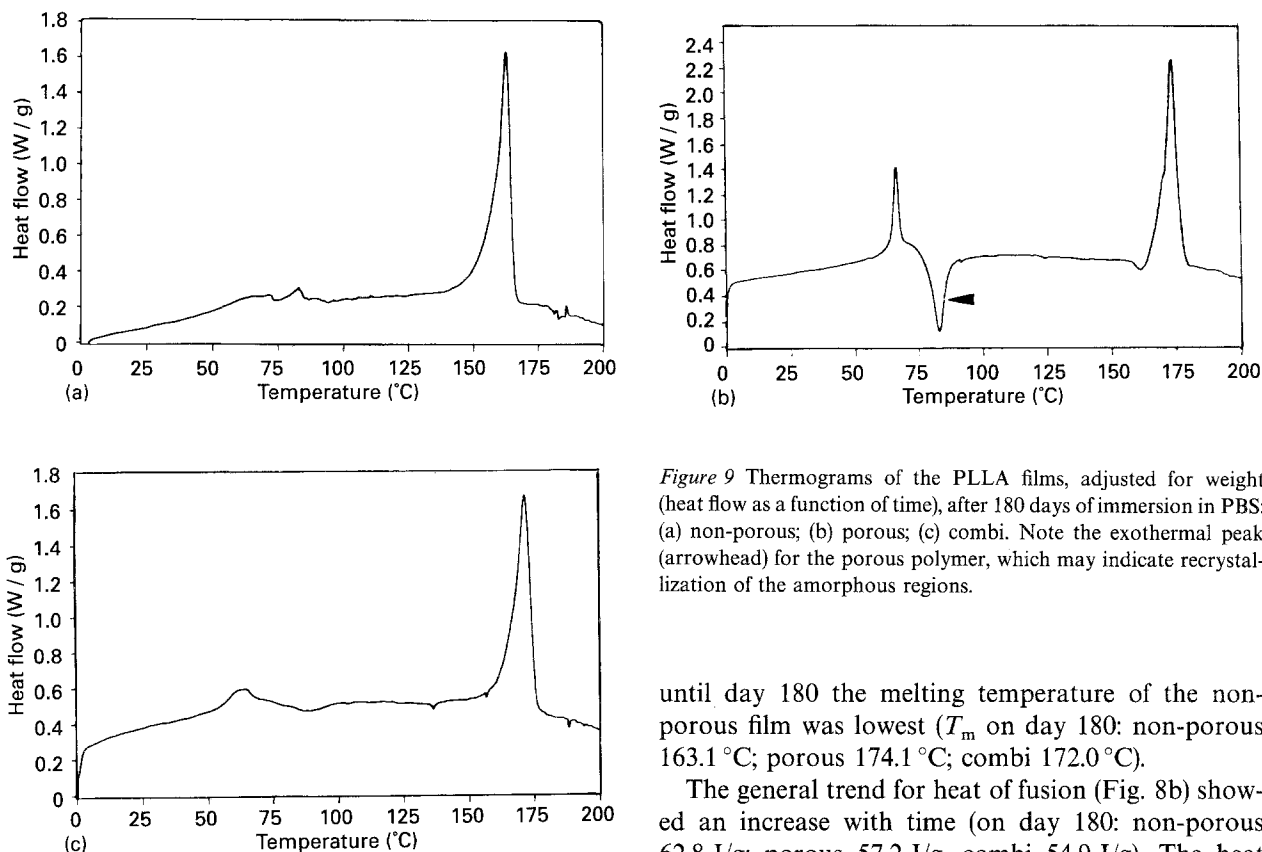 1.8
1.6
1.4
1.2
1.0
0.8
0.6
0.4
0.2
0
Heat flow (W / g)
0 25 50 75 100 125 150 175 200
(a)
Temperature (°C)
2.4
2.2
2.0
1.8
1.6
1.4
1.2
1.0
0.8
0.6
0.4
0.2
0
Heat flow (W / g)
0 25 50 75 100 125 150 175 200
(b)
Temperature (°C)
1.8
1.6
1.4
1.2
1.0
0.8
0.6
0.4
0.2
0
Heat flow (W / g)
0 25 50 75 100 125 150 175 200
(c)
Temperature (°C)
Figure 9 Thermograms of the PLLA films, adjusted for weight
(heat flow as a function of time), after 180 days of immersion in PBS:
(a) non-porous; (b) porous; (c) combi. Note the exothermal peak
(arrowhead) for the porous polymer, which may indicate recrystal-
lization of the amorphous regions.
until day 180 the melting temperature of the non-
porous film was lowest (Tm on day 180: non-porous
163.1 °C; porous 174.1 °C; combi 172.0 °C).
The general trend for heat of fusion (Fig. 8b) show-
ed an increase with time (on day 180: non-porous
62.8 J/g; porous 57.2 J/g, combi 54.9 J/g). The heat